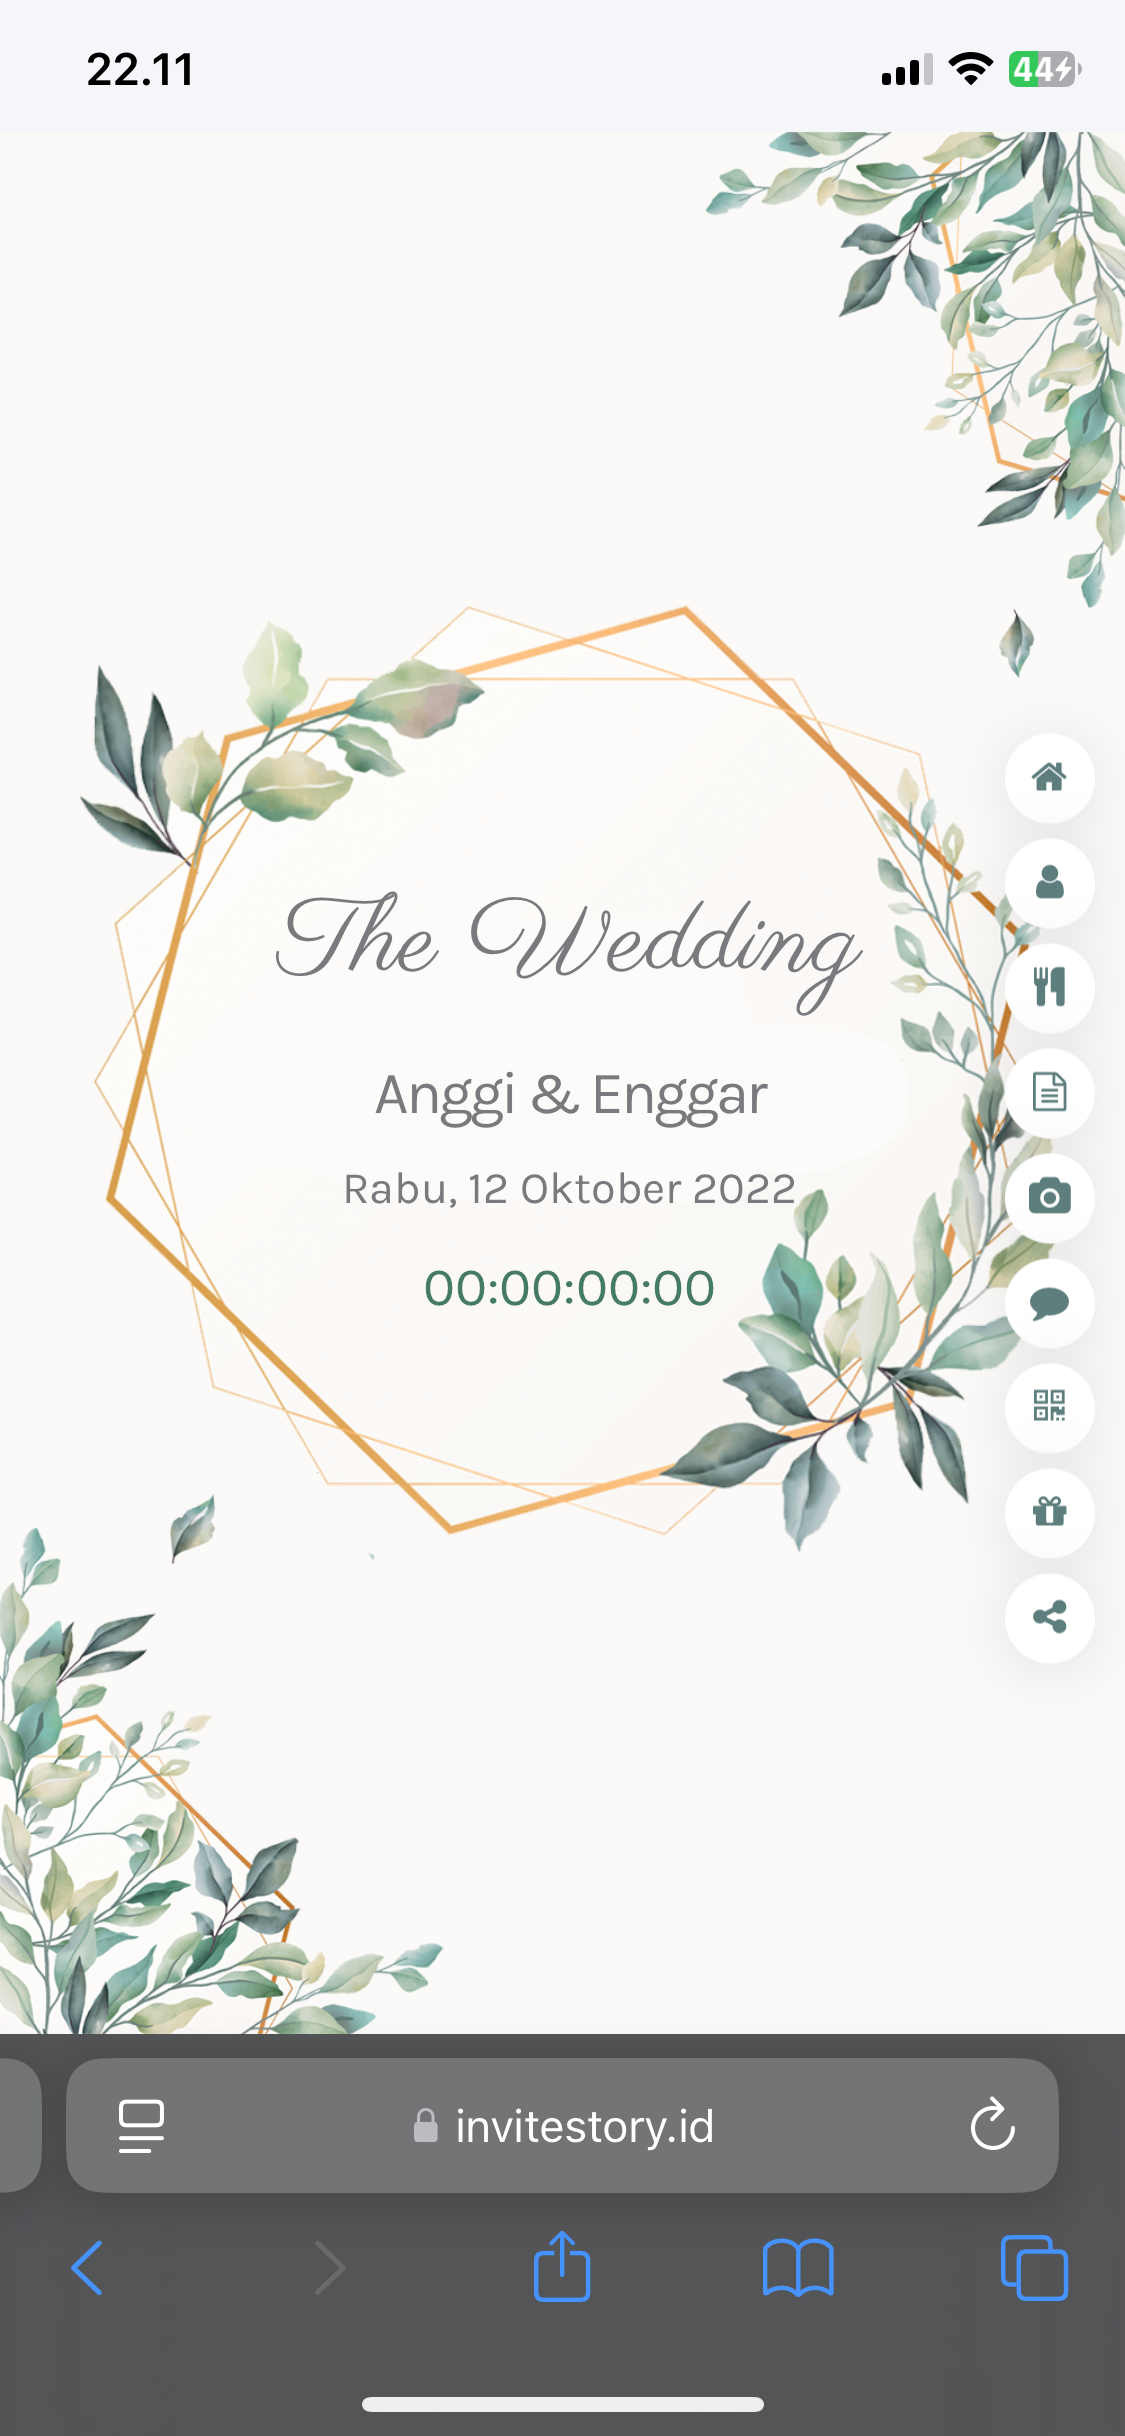 22.11
44
The Wedding
Anggi & Enggar
Rabu, 12 Oktober 2022
00:00:00:00
invitestory.id